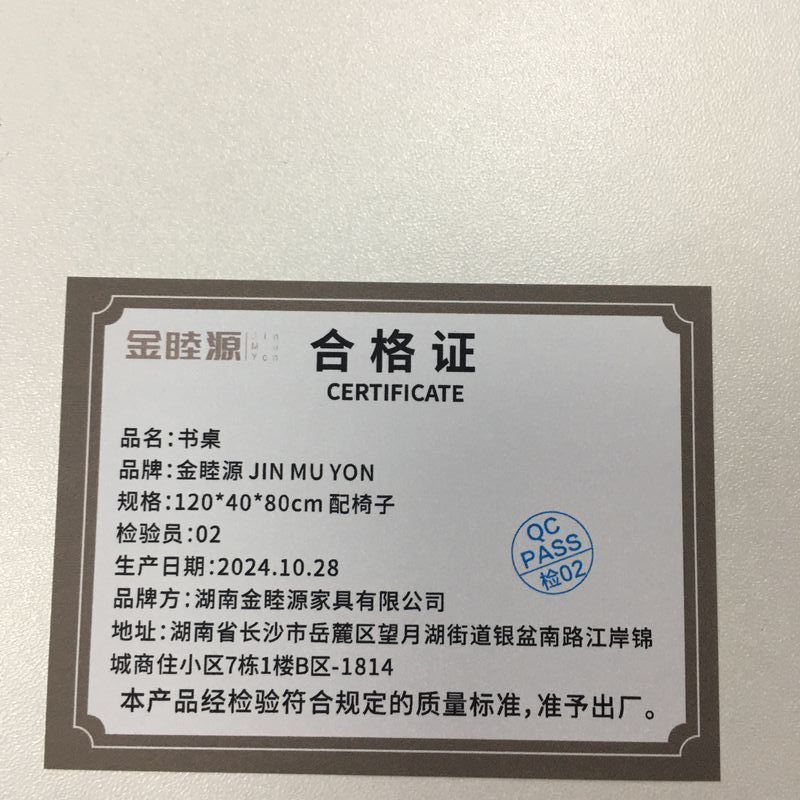 金睦源 Jin Mu Yon
合格证
CERTIFICATE
品名:书桌
品牌:金睦源 JIN MU YON
规格:120*40*80cm 配椅子
检验员:02
生产日期:2024.10.28
品牌方:湖南金睦源家具有限公司
地址:湖南省长沙市岳麓区望月湖街道银盆南路江岸锦
城商住小区7栋1楼B区-1814
本产品经检验符合规定的质量标准,准予出厂。
QC
PASS
检02